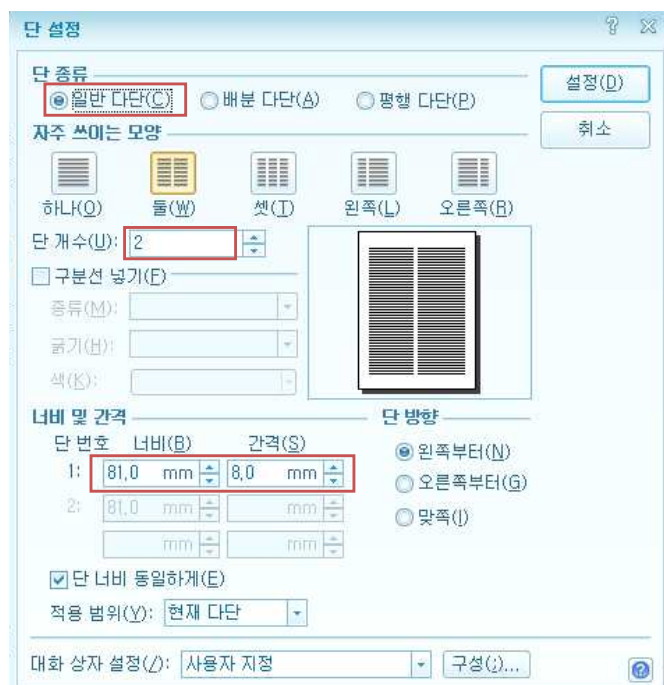 단 설정
단 종류
일반 다단(C) 배분 다단(A) 평행 다단(P)
설정(D)
취소
자주 쓰이는 모양
하나(O) 둘(W) 셋(T) 왼쪽(L) 오른쪽(R)
단 개수(U): 2
구분선 넣기(F)
종류(M):
굵기(H):
색(K):
너비 및 간격
단 방향
단 번호 너비(B) 간격(S)
왼쪽부터(N)
1: 81,0 mm 8,0 mm
오른쪽부터(G)
2: 81,0 mm mm
맞쪽(I)
mm mm
단 너비 동일하게(E)
적용 범위(Y): 현재 다단
대화 상자 설정(/): 사용자 지정 구성(;)...